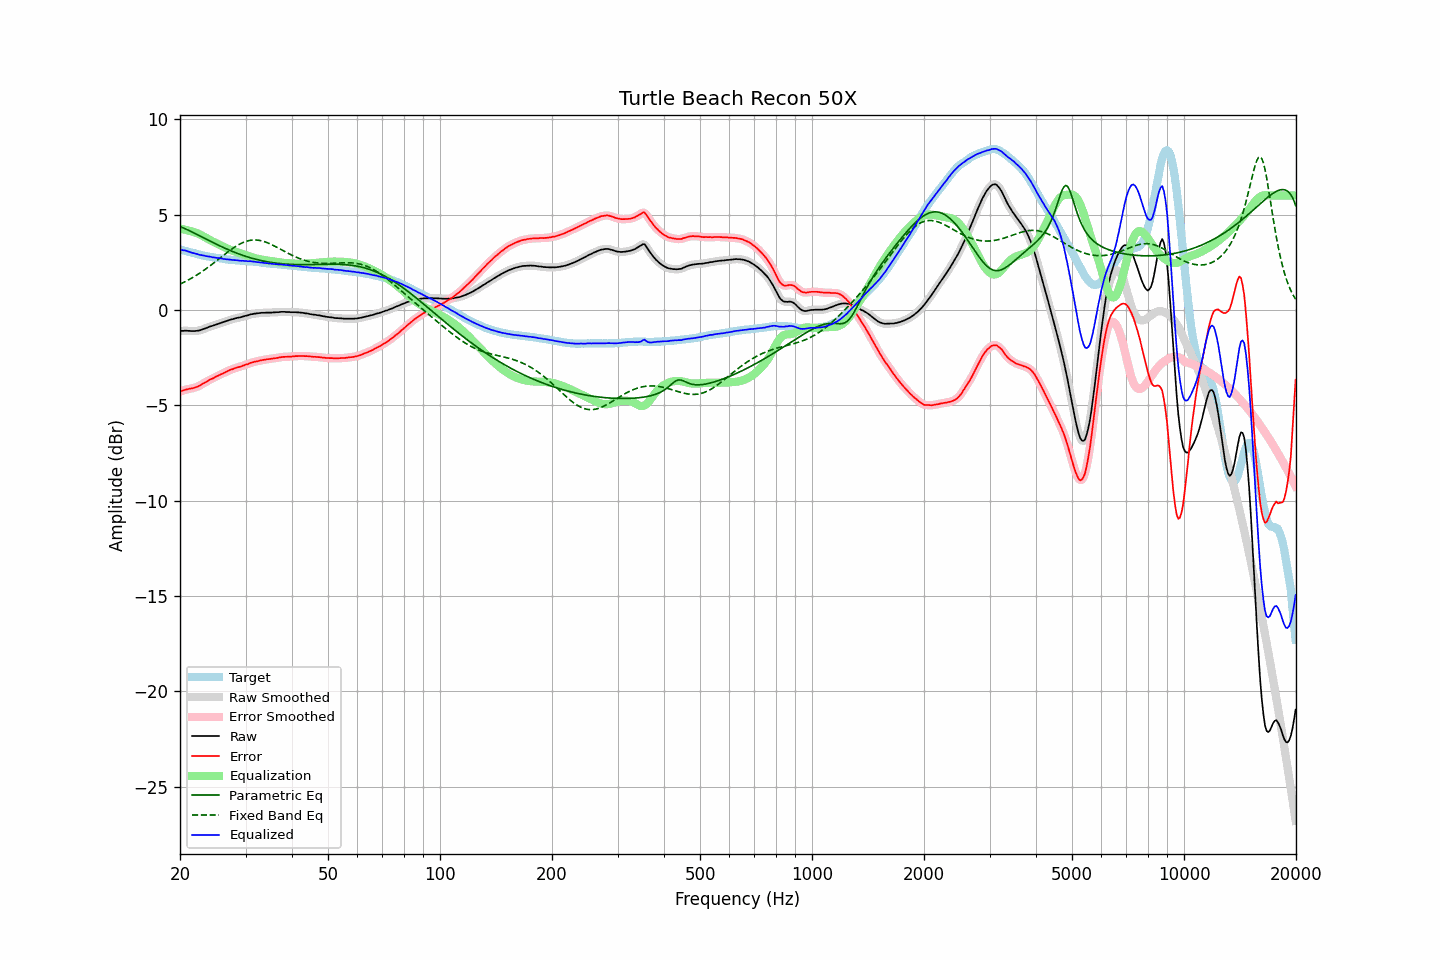 Turtle Beach Recon 50X
Amplitude (dBr)
10
5
0
−5
−10
−15
−20
−25
Target
Raw Smoothed
Error Smoothed
Raw
Error
Equalization
Parametric Eq
Fixed Band Eq
Equalized
20 50 100 200 500 1000 2000 5000 10000 20000
Frequency (Hz)